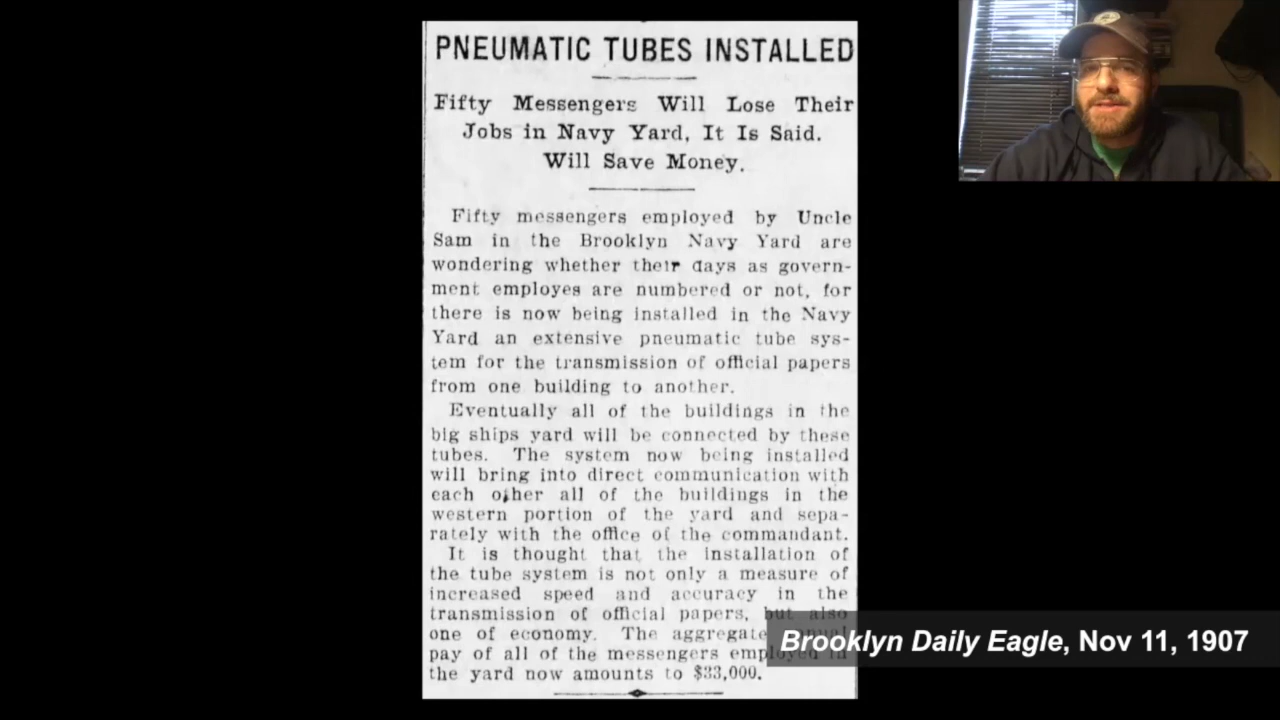 PNEUMATIC TUBES INSTALLED
Fifty Messengers Will Lose Their
Jobs in Navy Yard, It Is Said.
Will Save Money.
Fifty messengers employed by Uncle
Sam in the Brooklyn Navy Yard are
wondering whether their days as govern-
ment employes are numbered or not, for
there is now being installed in the Navy
Yard an extensive pneumatic tube sys-
tem for the transmission of official papers
from one building to another.
Eventually all of the buildings in the
big ships yard will be connected by these
tubes. The system now being installed
will bring into direct communication with
each other all of the buildings in the
western portion of the yard and sepa-
rately with the office of the commandant.
It is thought that the installation of
the tube system is not only a measure of
increased speed and accuracy in the
transmission of official papers, but also
one of economy. The aggregate annual
pay of all of the messengers employed in
the yard now amounts to $33,000.
Brooklyn Daily Eagle, Nov 11, 1907